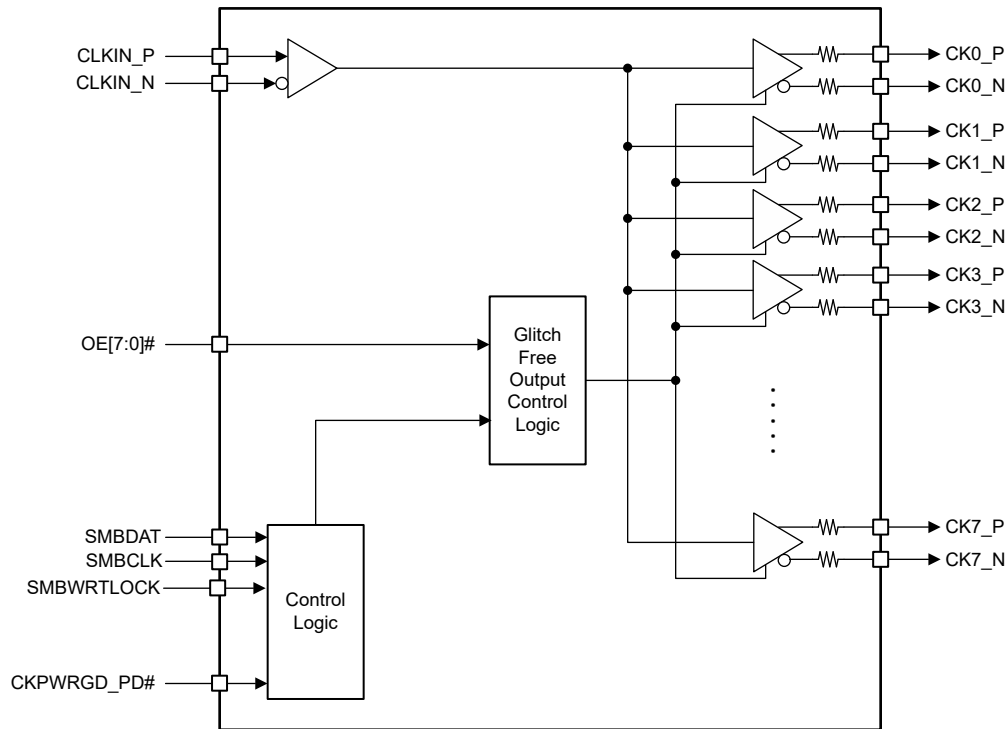 CLKIN_P
CLKIN_N
CK0_P
CK0_N
CK1_P
CK1_N
CK2_P
CK2_N
CK3_P
CK3_N
OE[7:0]#
Glitch
Free
Output
Control
Logic
SMBDAT
SMBCLK
SMBWRTLOCK
CKPWRGD_PD#
Control
Logic
CK7_P
CK7_N